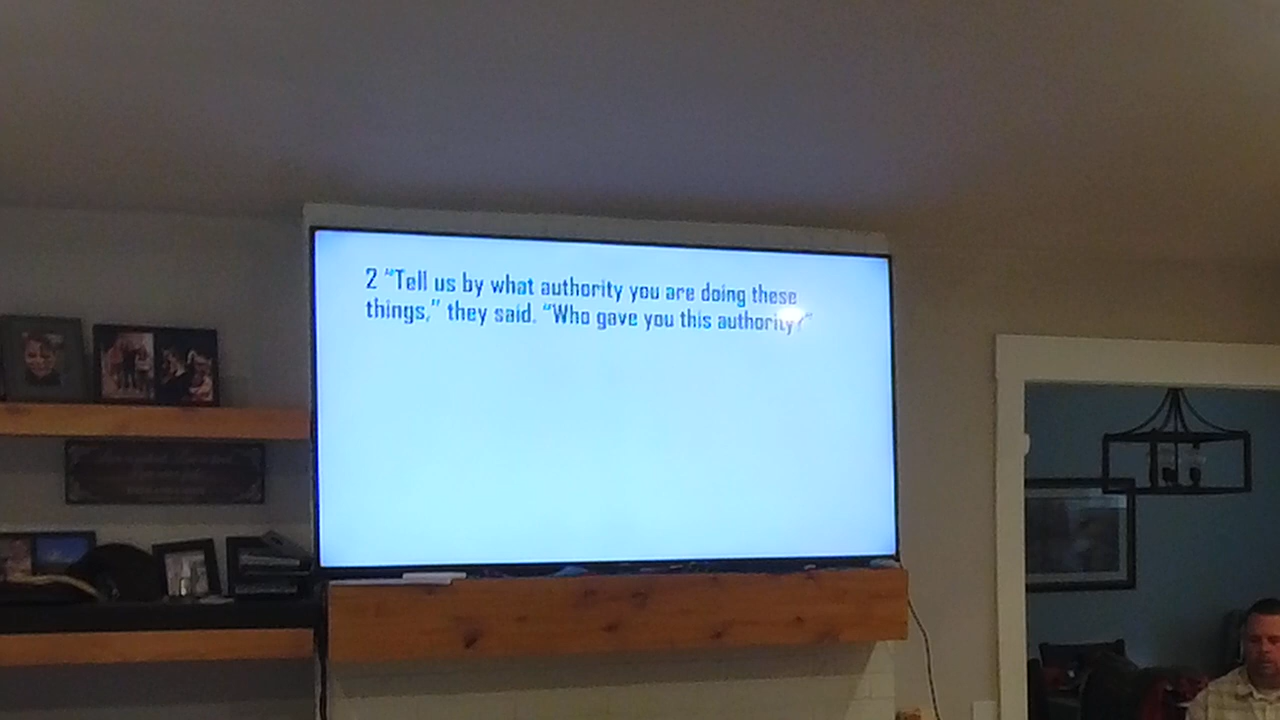 2 “Tell us by what authority you are doing these
things,” they said. “Who gave you this authority?”